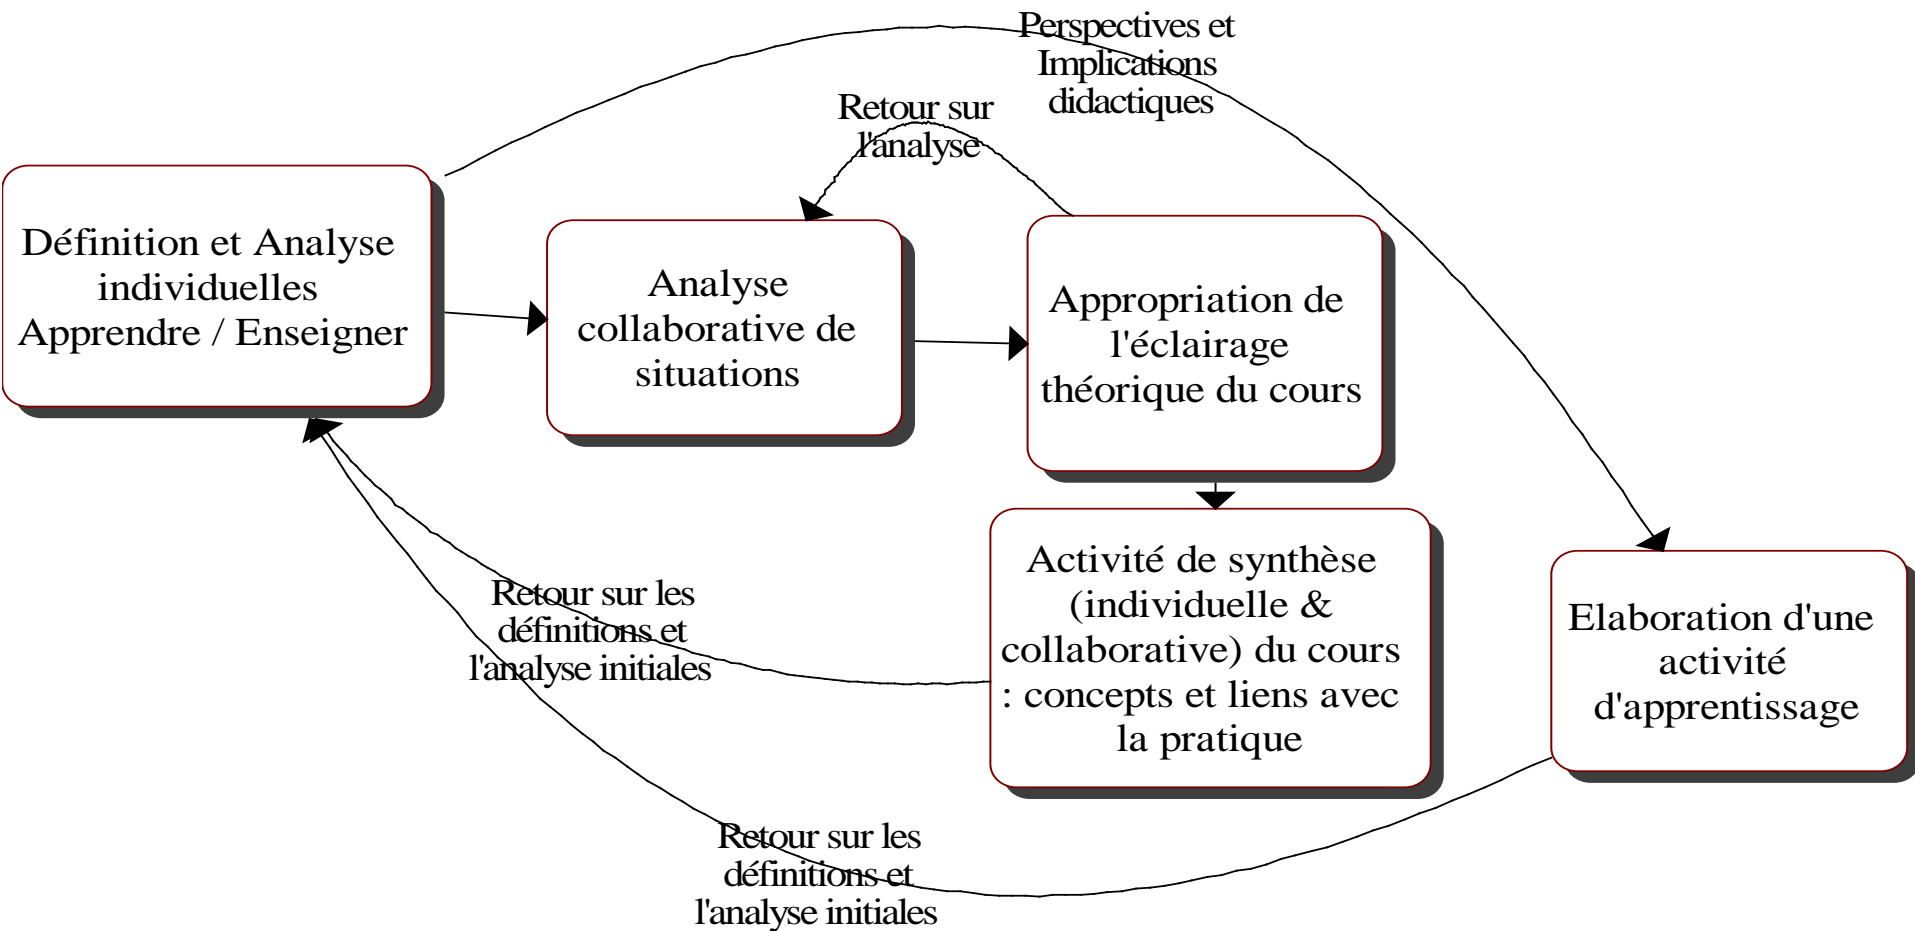 Perspectives et
Implications
didactiques
Retour sur
l'analyse
Définition et Analyse
individuelles
Apprendre / Enseigner
Analyse
collaborative de
situations
Appropriation de
l'éclairage
théorique du cours
Activité de synthèse
(individuelle &
collaborative) du cours
: concepts et liens avec
la pratique
Elaboration d'une
activité
d'apprentissage
Retour sur les
définitions et
l'analyse initiales
Retour sur les
définitions et
l'analyse initiales